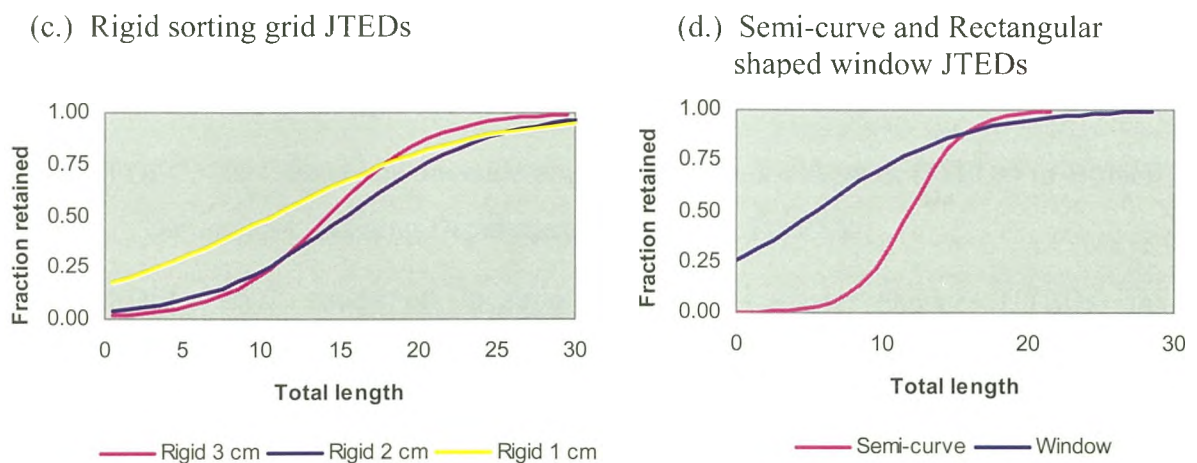 (c.) Rigid sorting grid JTEDs
Fraction retained
1.00
0.75
0.50
0.25
0.00
0 5 10 15 20 25 30
Total length
Rigid 3 cm Rigid 2 cm Rigid 1 cm
(d.) Semi-curve and Rectangular
shaped window JTEDs
Fraction retained
1.00
0.75
0.50
0.25
0.00
0 10 20 30
Total length
Semi-curve Window